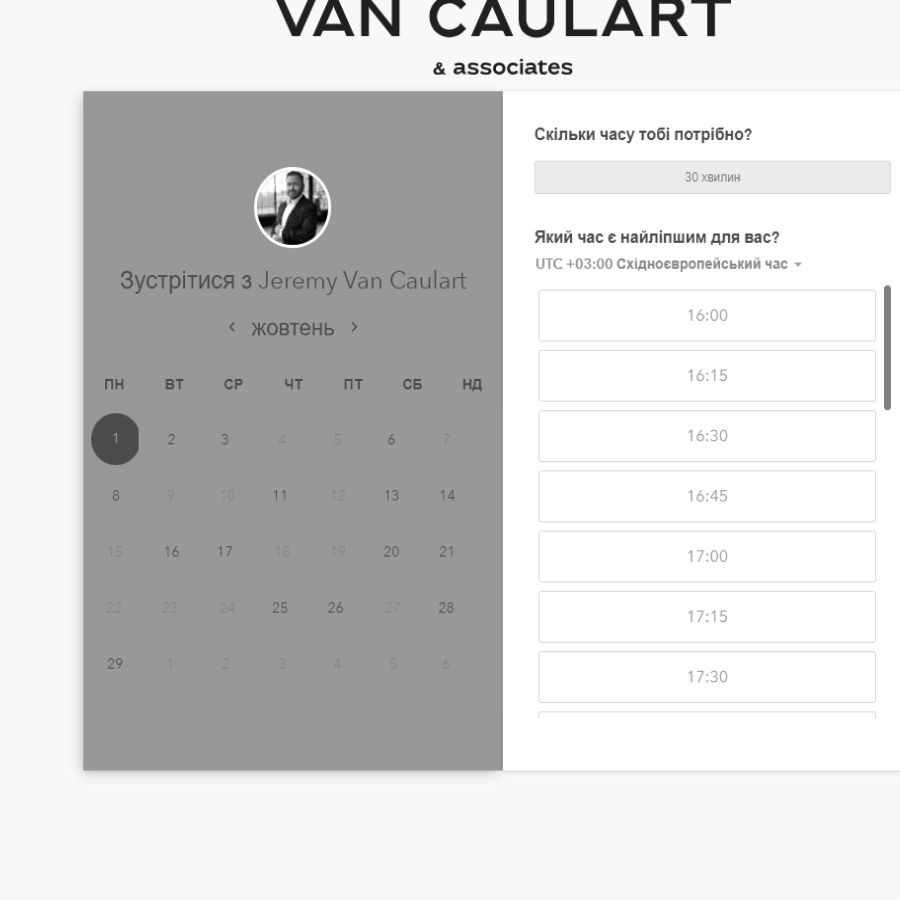 VAN CAULART
& associates
Зустрітися з Jeremy Van Caulart
жовтень
ПН ВТ СР ЧТ ПТ СБ НД
1 2 3 4 5 6 7
8 9 10 11 12 13 14
15 16 17 18 19 20 21
22 23 24 25 26 27 28
29 1 2 3 4 5 6
Скільки часу тобі потрібно?
30 хвилин
Який час є найліпшим для вас?
UTC +03:00 Східноєвропейський час
16:00
16:15
16:30
16:45
17:00
17:15
17:30